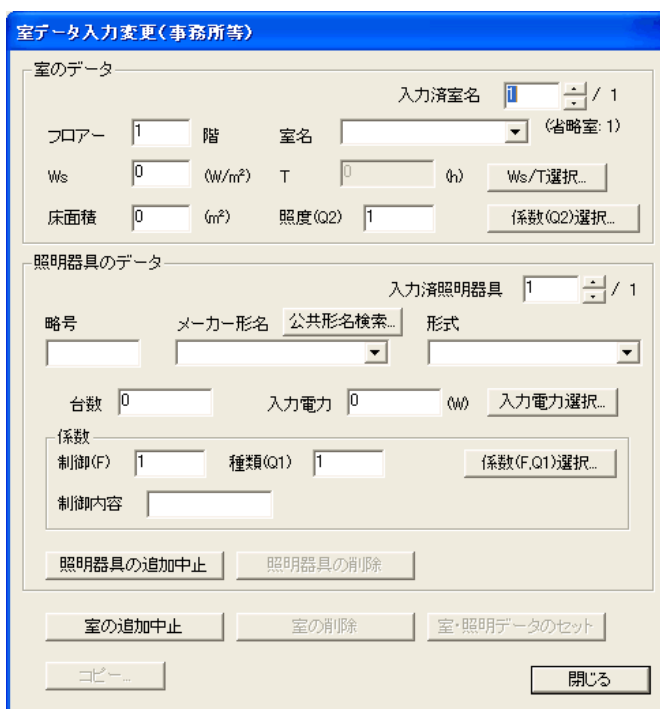 室データ入力変更(事務所等)
室のデータ
入力済室名 1 / 1
フロアー 1 階 室名 (省略室: 1)
Ws 0 (W/m²) T 0 (h) Ws/T選択...
床面積 0 (m²) 照度(Q2) 1 係数(Q2)選択...
照明器具のデータ
入力済照明器具 1 / 1
略号 メーカー形名 公共形名検索... 形式
台数 0 入力電力 0 (W) 入力電力選択...
係数
制御(F) 1 種類(Q1) 1 係数(F,Q1)選択...
制御内容
照明器具の追加中止 照明器具の削除
室の追加中止 室の削除 室・照明データのセット
コピー... 閉じる